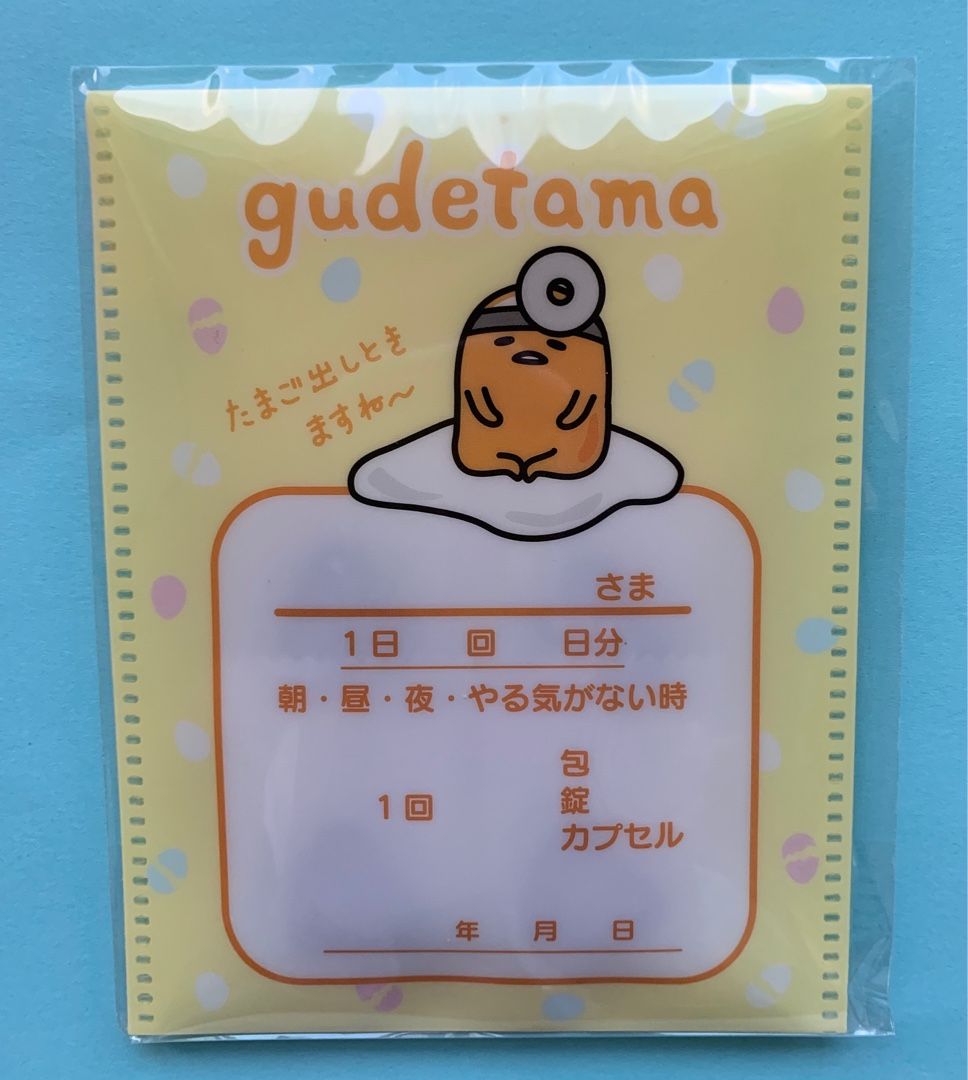 gudetama
たまご出しとき
ますね～
さま
1日 回 日分
朝・昼・夜・やる気がない時
包
1回 錠
カプセル
年 月 日